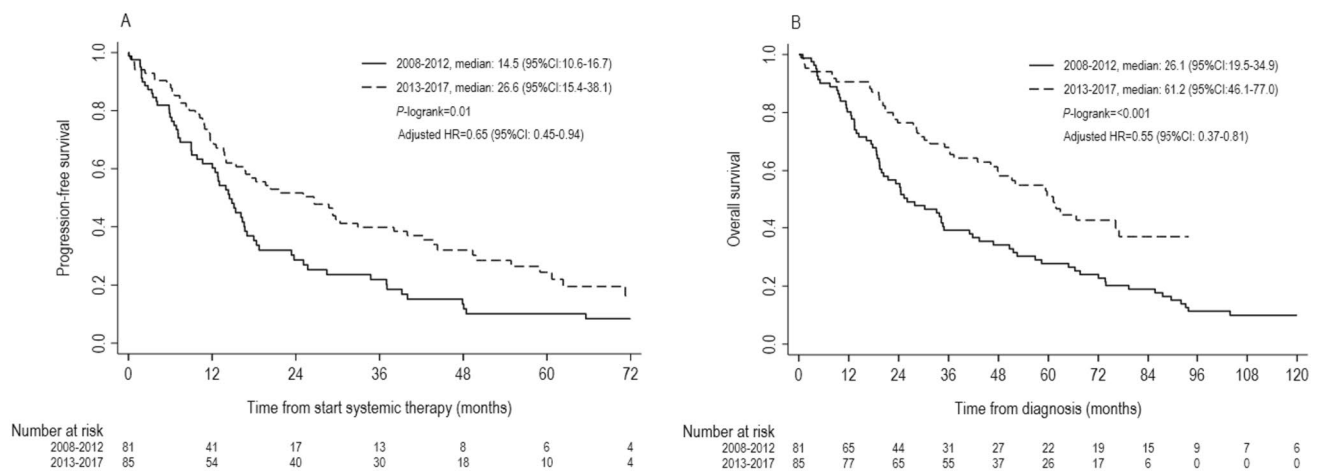 A
Progression-free survival
1.0
0.8
0.6
0.4
0.2
0.0
2008-2012, median: 14.5 (95%CI:10.6-16.7)
2013-2017, median: 26.6 (95%CI:15.4-38.1)
P-logrank=0.01
Adjusted HR=0.65 (95%CI: 0.45-0.94)
0 12 24 36 48 60 72
Time from start systemic therapy (months)
Number at risk
2008-2012 81 41 17 13 8 6 4
2013-2017 85 54 40 30 18 10 4
B
Overall survival
1.0
0.8
0.6
0.4
0.2
0.0
2008-2012, median: 26.1 (95%CI:19.5-34.9)
2013-2017, median: 61.2 (95%CI:46.1-77.0)
P-logrank=<0.001
Adjusted HR=0.55 (95%CI: 0.37-0.81)
0 12 24 36 48 60 72 84 96 108 120
Time from diagnosis (months)
Number at risk
2008-2012 81 65 44 31 27 22 19 15 9 7 6
2013-2017 85 77 65 55 37 26 17 6 0 0 0